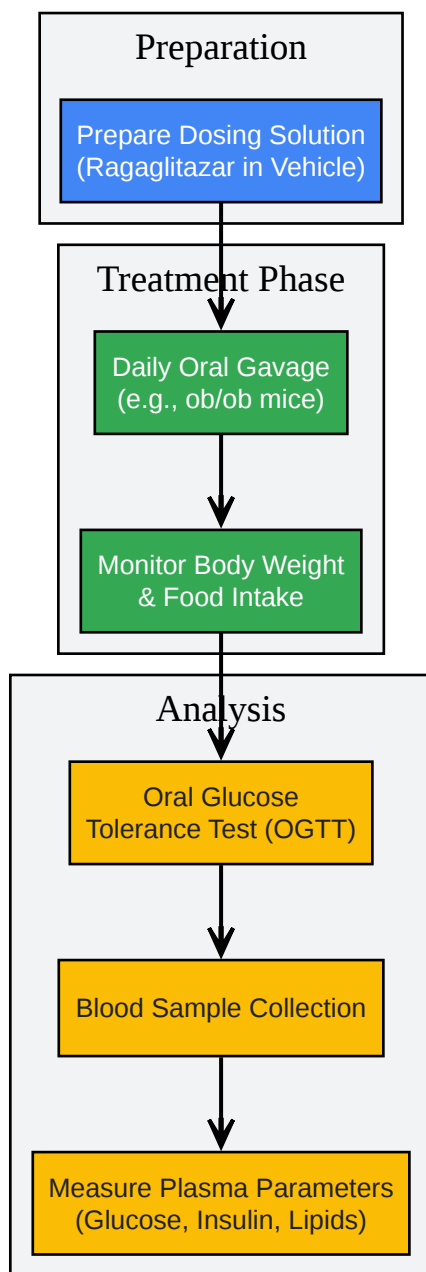 Preparation
Prepare Dosing Solution
(Ragaglitazar in Vehicle)
Treatment Phase
Daily Oral Gavage
(e.g., ob/ob mice)
Monitor Body Weight
& Food Intake
Analysis
Oral Glucose
Tolerance Test (OGTT)
Blood Sample Collection
Measure Plasma Parameters
(Glucose, Insulin, Lipids)